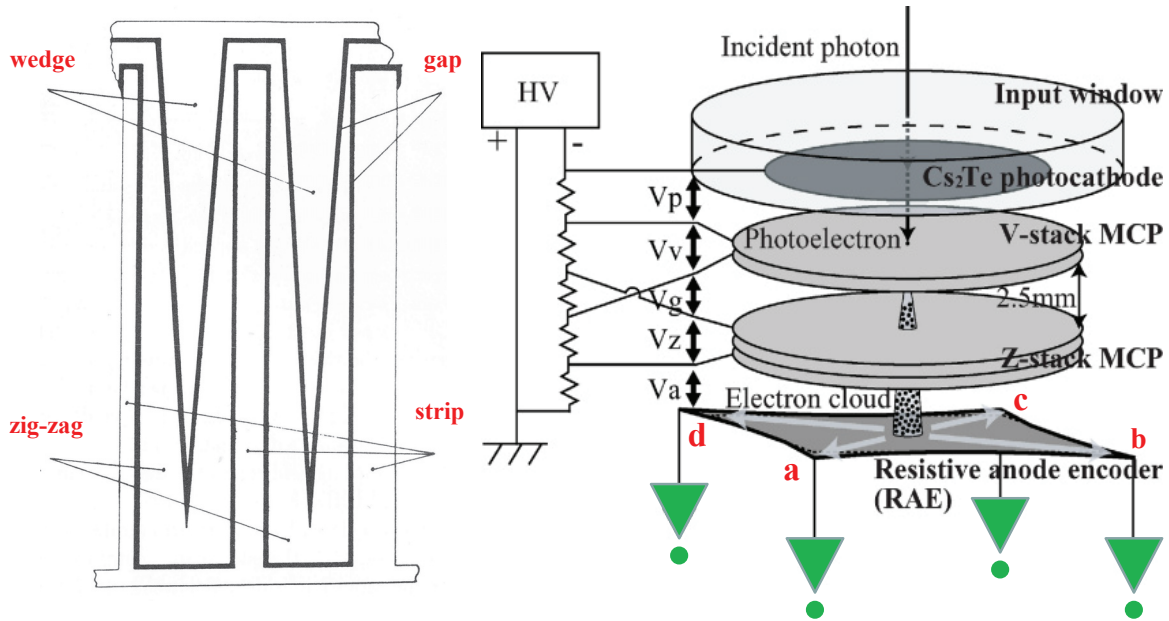 wedge
gap
zig-zag
strip
HV
+
-
Incident photon
Input window
Cs₂Te photocathode
Vp
Photoelectron
V-stack MCP
Vv
Vg
2.5mm
Vz
Z-stack MCP
Va
Electron cloud
c
d
b
a
Resistive anode encoder
(RAE)